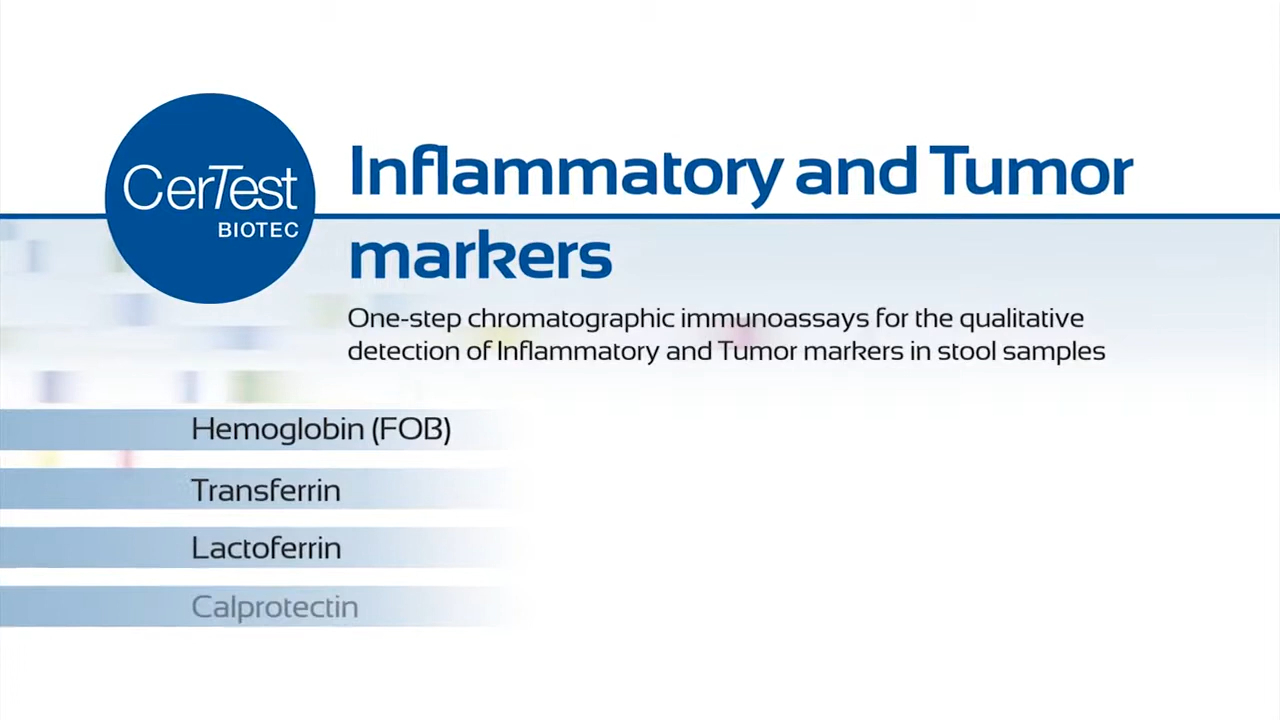 CerTest
BIOTEC
Inflammatory and Tumor
markers
One-step chromatographic immunoassays for the qualitative
detection of Inflammatory and Tumor markers in stool samples
Hemoglobin (FOB)
Transferrin
Lactoferrin
Calprotectin